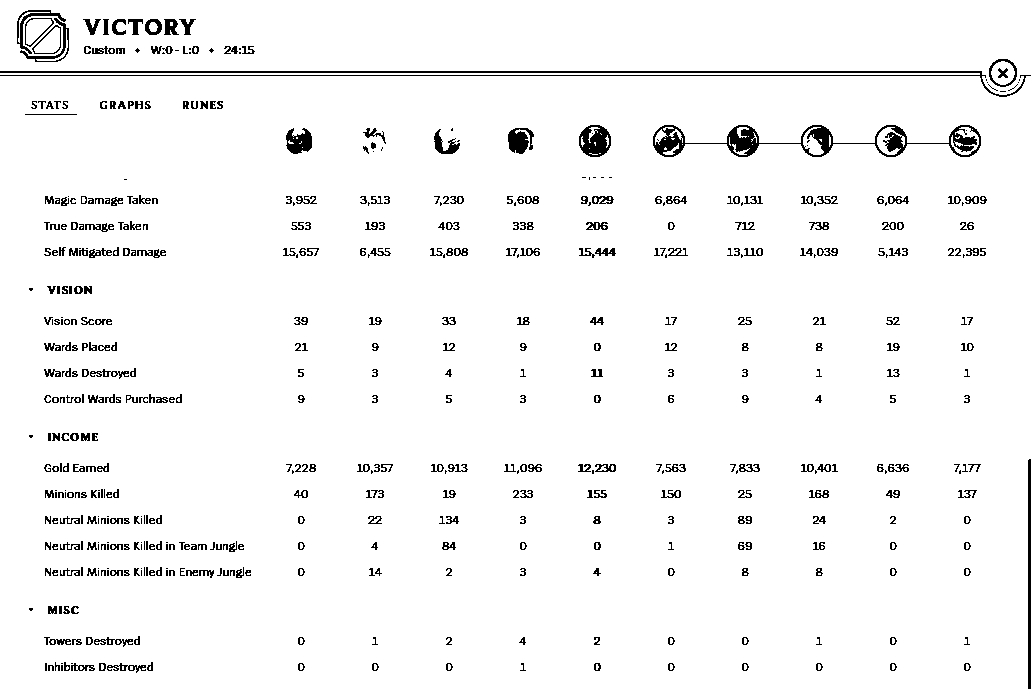 VICTORY
Custom • W:0 - L:0 • 24:15
STATS GRAPHS RUNES
Magic Damage Taken 3,952 3,513 7,230 5,608 9,029 6,864 10,131 10,352 6,064 10,909
True Damage Taken 553 193 403 338 206 0 712 738 200 26
Self Mitigated Damage 15,657 6,455 15,808 17,106 15,444 17,221 13,110 14,039 5,143 22,395
VISION
Vision Score 39 19 33 18 44 17 25 21 52 17
Wards Placed 21 9 12 9 0 12 8 8 19 10
Wards Destroyed 5 3 4 1 11 3 3 1 13 1
Control Wards Purchased 9 3 5 3 0 6 9 4 5 3
INCOME
Gold Earned 7,228 10,357 10,913 11,096 12,230 7,563 7,833 10,401 6,636 7,177
Minions Killed 40 173 19 233 155 150 25 168 49 137
Neutral Minions Killed 0 22 134 3 8 3 89 24 2 0
Neutral Minions Killed in Team Jungle 0 4 84 0 0 1 69 16 0 0
Neutral Minions Killed in Enemy Jungle 0 14 2 3 4 0 8 8 0 0
MISC
Towers Destroyed 0 1 2 4 2 0 0 1 0 1
Inhibitors Destroyed 0 0 0 1 0 0 0 0 0 0